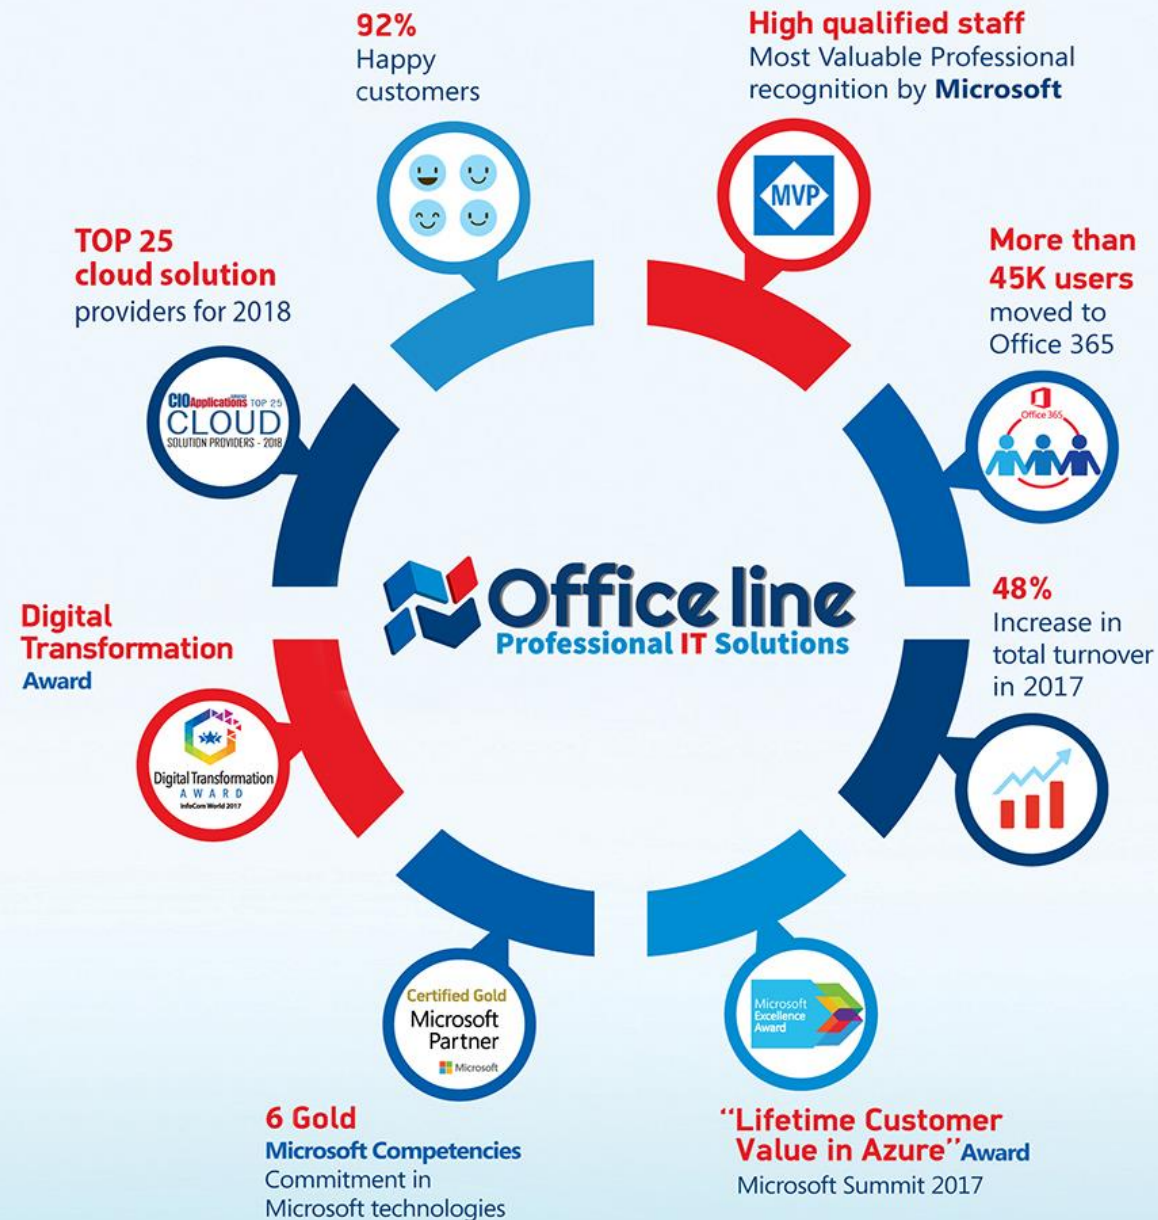 92%
Happy
customers
High qualified staff
Most Valuable Professional
recognition by Microsoft
MVP
More than
45K users
moved to
Office 365
Office 365
48%
Increase in
total turnover
in 2017
"Lifetime Customer
Value in Azure" Award
Microsoft Summit 2017
Microsoft
Excellence
Award
6 Gold
Microsoft Competencies
Commitment in
Microsoft technologies
Certified Gold
Microsoft
Partner
Microsoft
Digital
Transformation
Award
Digital Transformation
AWARD
InfoCom World 2017
TOP 25
cloud solution
providers for 2018
CIOApplications TOP 25
CLOUD
SOLUTION PROVIDERS - 2018
Office line
Professional IT Solutions